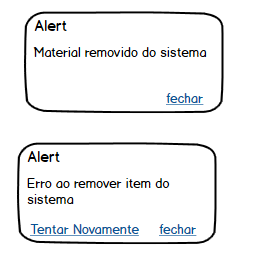 Alert
Material removido do sistema
fechar
Alert
Erro ao remover item do
sistema
Tentar Novamente fechar